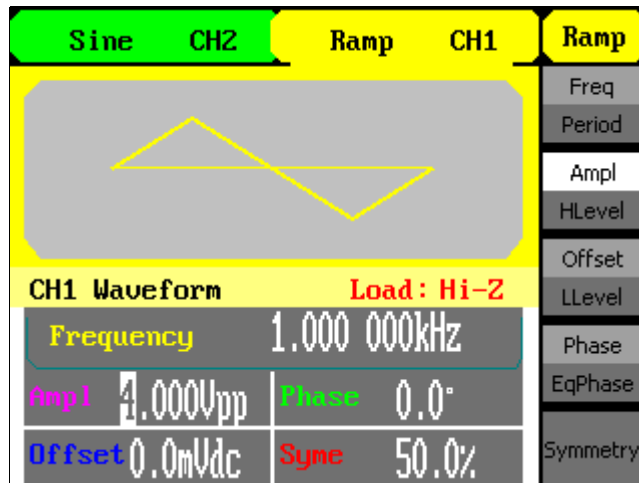 Sine CH2 Ramp CH1 Ramp
Freq
Period
Ampl
HLevel
Offset
LLevel
Phase
EqPhase
Symmetry
CH1 Waveform Load: Hi-Z
Frequency 1.000 000kHz
Ampl 4.000Vpp Phase 0.0°
Offset 0.0mVdc Syme 50.0%